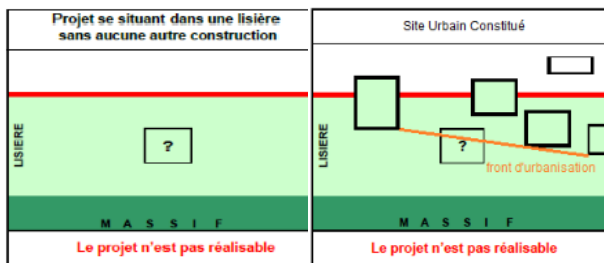 Projet se situant dans une lisière
sans aucune autre construction
LISIERE
?
M A S S I F
Le projet n'est pas réalisable
Site Urbain Constitué
LISIERE
?
front d'urbanisation
M A S S I F
Le projet n'est pas réalisable